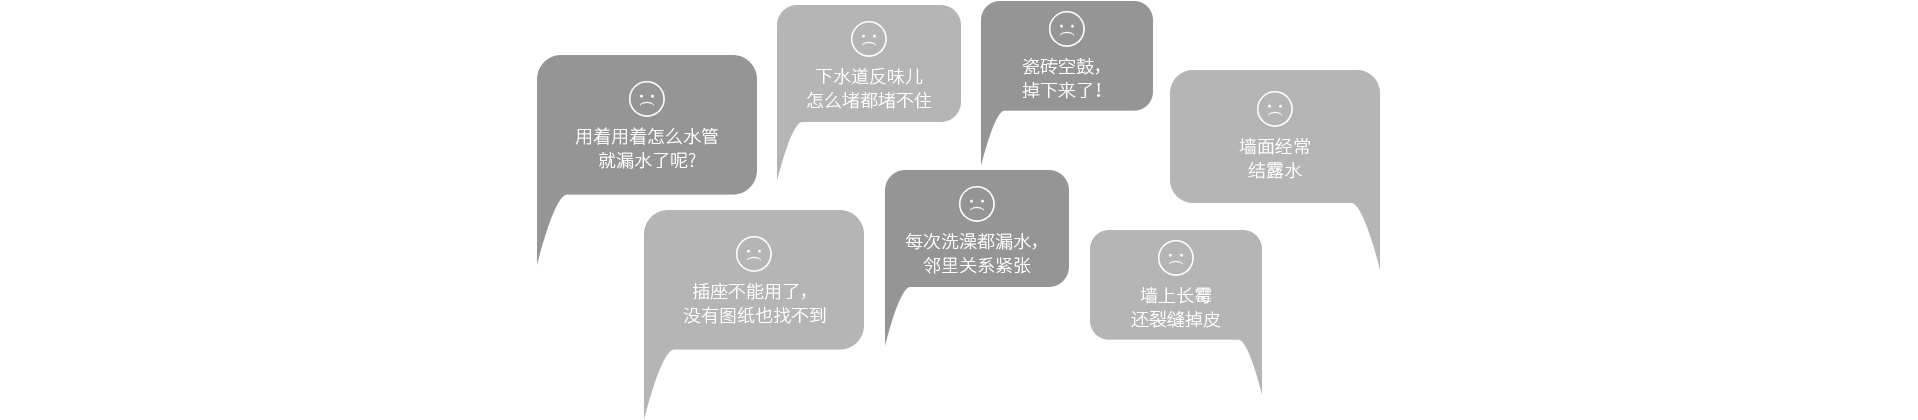 用着用着怎么水管
就漏水了呢?
下水道反味儿
怎么堵都堵不住
瓷砖空鼓，
掉下来了！
墙面经常
结露水
插座不能用了，
没有图纸也找不到
每次洗澡都漏水，
邻里关系紧张
墙上长霉
还裂缝掉皮